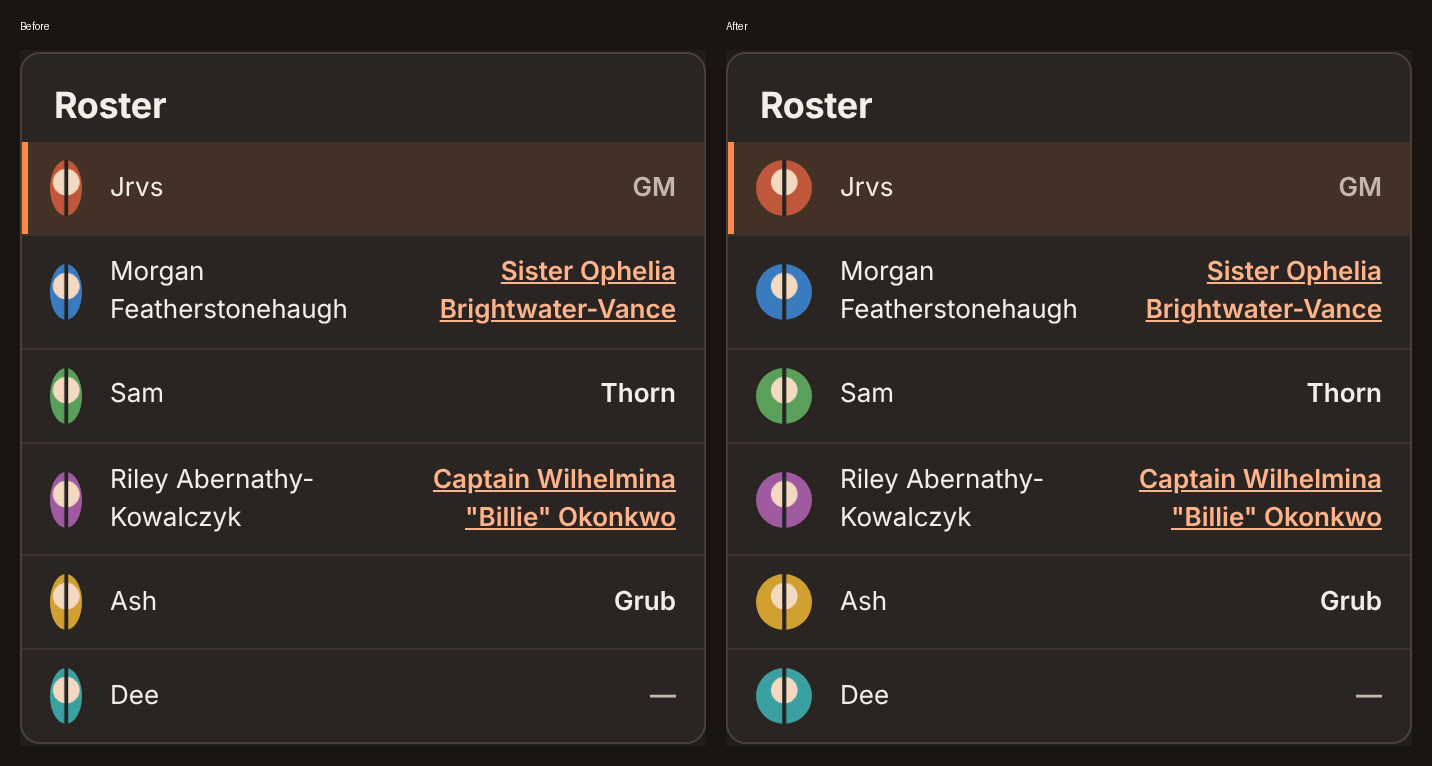 Before
Roster
Jrvs
GM
Morgan
Featherstonehaugh
Sister Ophelia
Brightwater-Vance
Sam
Thorn
Riley Abernathy-
Kowalczyk
Captain Wilhelmina
"Billie" Okonkwo
Ash
Grub
Dee
—
After
Roster
Jrvs
GM
Morgan
Featherstonehaugh
Sister Ophelia
Brightwater-Vance
Sam
Thorn
Riley Abernathy-
Kowalczyk
Captain Wilhelmina
"Billie" Okonkwo
Ash
Grub
Dee
—